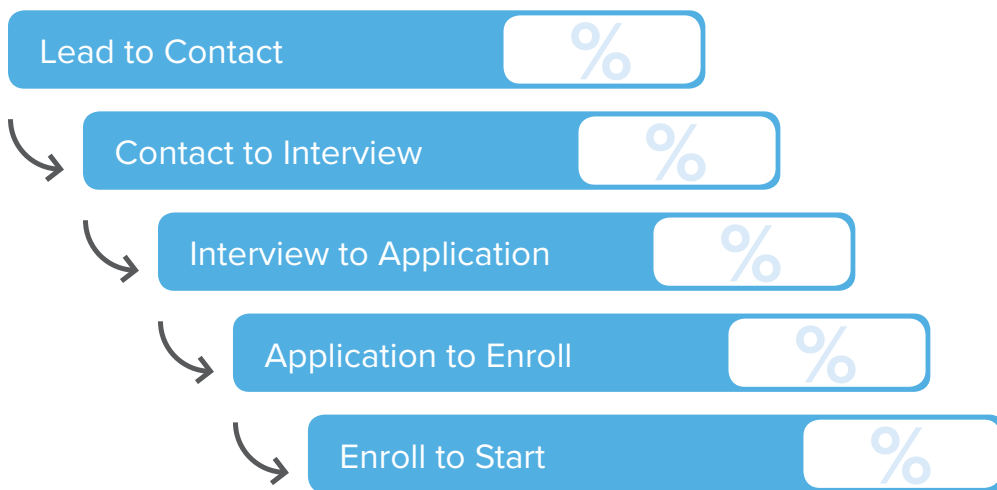 Lead to Contact %
Contact to Interview %
Interview to Application %
Application to Enroll %
Enroll to Start %